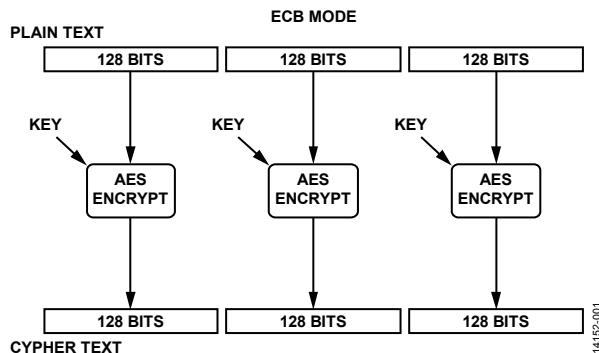 ECB MODE
PLAIN TEXT
128 BITS 128 BITS 128 BITS
KEY KEY KEY
AES AES AES
ENCRYPT ENCRYPT ENCRYPT
128 BITS 128 BITS 128 BITS
CYPHER TEXT
14152-001